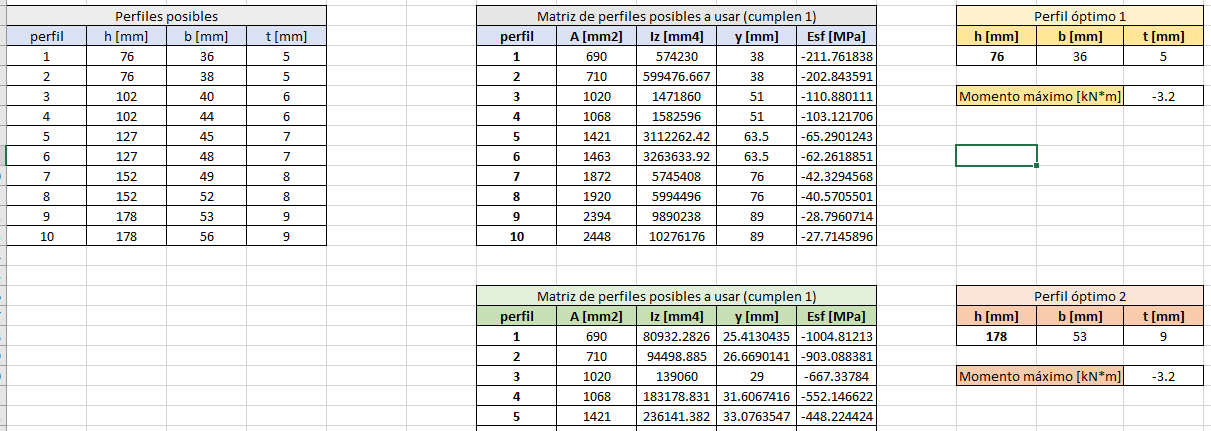 Perfiles posibles
perfil h [mm] b [mm] t [mm]
1 76 36 5
2 76 38 5
3 102 40 6
4 102 44 6
5 127 45 7
6 127 48 7
7 152 49 8
8 152 52 8
9 178 53 9
10 178 56 9
Matriz de perfiles posibles a usar (cumplen 1)
perfil A [mm2] Iz [mm4] y [mm] Esf [MPa]
1 690 574230 38 -211.761838
2 710 599476.667 38 -202.843591
3 1020 1471860 51 -110.880111
4 1068 1582596 51 -103.121706
5 1421 3112262.42 63.5 -65.2901243
6 1463 3263633.92 63.5 -62.2618851
7 1872 5745408 76 -42.3294568
8 1920 5994496 76 -40.5705501
9 2394 9890238 89 -28.7960714
10 2448 10276176 89 -27.7145896
Perfil óptimo 1
h [mm] b [mm] t [mm]
76 36 5
Momento máximo [kN*m] -3.2
Matriz de perfiles posibles a usar (cumplen 1)
perfil A [mm2] Iz [mm4] y [mm] Esf [MPa]
1 690 80932.2826 25.4130435 -1004.81213
2 710 94498.885 26.6690141 -903.088381
3 1020 139060 29 -667.33784
4 1068 183178.831 31.6067416 -552.146622
5 1421 236141.382 33.0763547 -448.224424
Perfil óptimo 2
h [mm] b [mm] t [mm]
178 53 9
Momento máximo [kN*m] -3.2